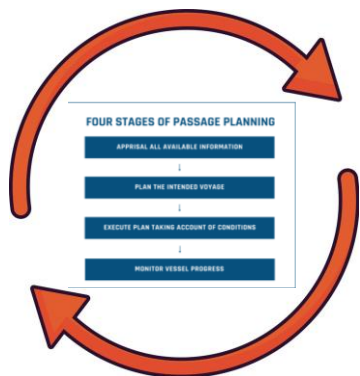 FOUR STAGES OF PASSAGE PLANNING
APPRISAL ALL AVAILABLE INFORMATION
↓
PLAN THE INTENDED VOYAGE
↓
EXECUTE PLAN TAKING ACCOUNT OF CONDITIONS
↓
MONITOR VESSEL PROGRESS